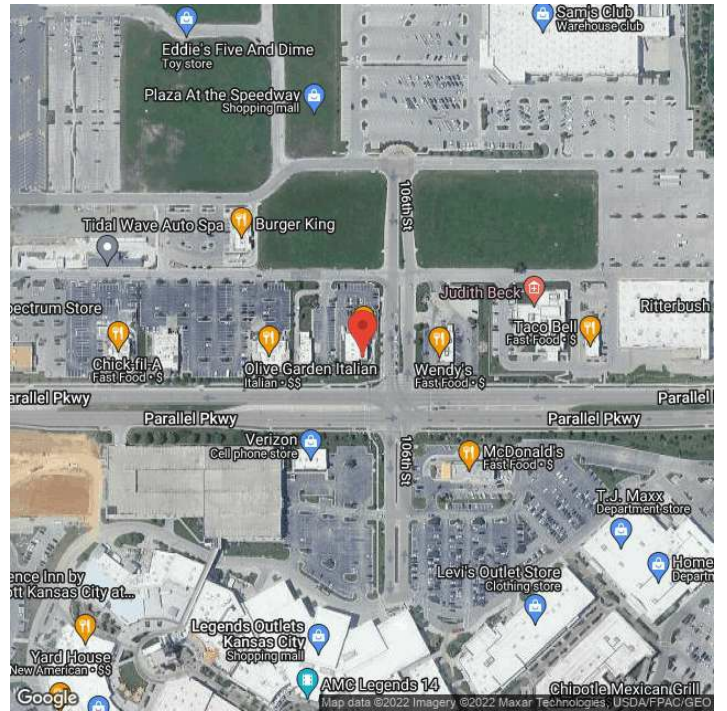 Sam's Club
Warehouse club
Eddie's Five And Dime
Toy store
Plaza At the Speedway
Shopping mall
106th St
Tidal Wave Auto Spa
Burger King
Judith Beck
pectrum Store
Ritterbush
Taco Bell
Fast Food • $
Chick-fil-A
Fast Food • $
Olive Garden Italian
Italian • $$
Wendy's
Fast Food • $
arallel Pkwy
Parallel P
Parallel Pkwy
Parallel Pkwy
Verizon
Cell phone store
106th St
McDonald's
Fast Food • $
T.J. Maxx
Department store
Home
Departm
ence Inn by
ott Kansas City at...
Levi's Outlet Store
Clothing store
Legends Outlets
Kansas City
Shopping mall
Yard House
New American • $$
AMC Legends 14
Chipotle Mexican Grill
Google
Map data ©2022 Imagery ©2022 Maxar Technologies, USDA/FPAC/GEO